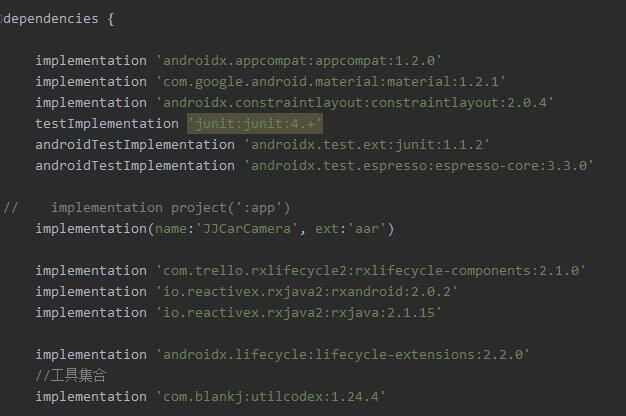 dependencies {
implementation 'androidx.appcompat:appcompat:1.2.0'
implementation 'com.google.android.material:material:1.2.1'
implementation 'androidx.constraintlayout:constraintlayout:2.0.4'
testImplementation 'junit:junit:4.+'
androidTestImplementation 'androidx.test.ext:junit:1.1.2'
androidTestImplementation 'androidx.test.espresso:espresso-core:3.3.0'
// implementation project(':app')
implementation(name:'JJCarCamera', ext:'aar')
implementation 'com.trello.rxlifecycle2:rxlifecycle-components:2.1.0'
implementation 'io.reactivex.rxjava2:rxandroid:2.0.2'
implementation 'io.reactivex.rxjava2:rxjava:2.1.15'
implementation 'androidx.lifecycle:lifecycle-extensions:2.2.0'
//工具集合
implementation 'com.blankj:utilcodex:1.24.4'